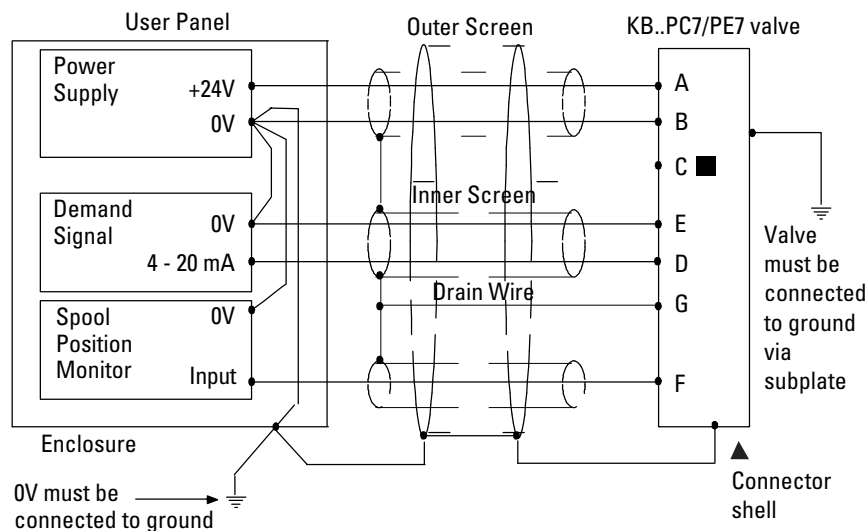 User Panel
Outer Screen
KB..PC7/PE7 valve
Power
Supply
+24V
0V
A
B
C
Demand
Signal
0V
4 - 20 mA
Inner Screen
E
D
Drain Wire
G
Spool
Position
Monitor
0V
Input
F
Valve
must be
connected
to ground
via
subplate
Enclosure
0V must be
connected to ground
Connector
shell